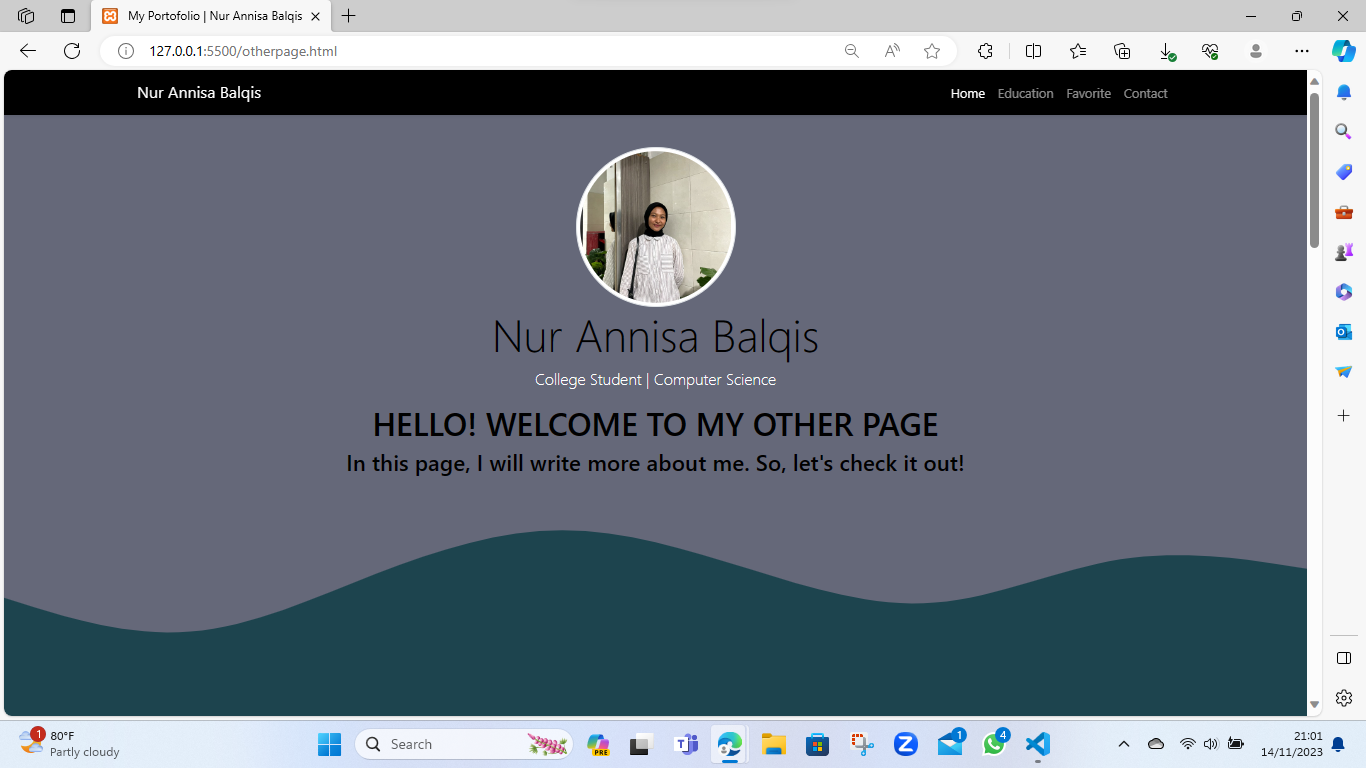 My Portofolio | Nur Annisa Balqis
127.0.0.1:5500/otherpage.html
Nur Annisa Balqis
Home Education Favorite Contact
Nur Annisa Balqis
College Student | Computer Science
HELLO! WELCOME TO MY OTHER PAGE
In this page, I will write more about me. So, let's check it out!
1
80°F
Partly cloudy
Search
PRE
1
4
21:01
14/11/2023